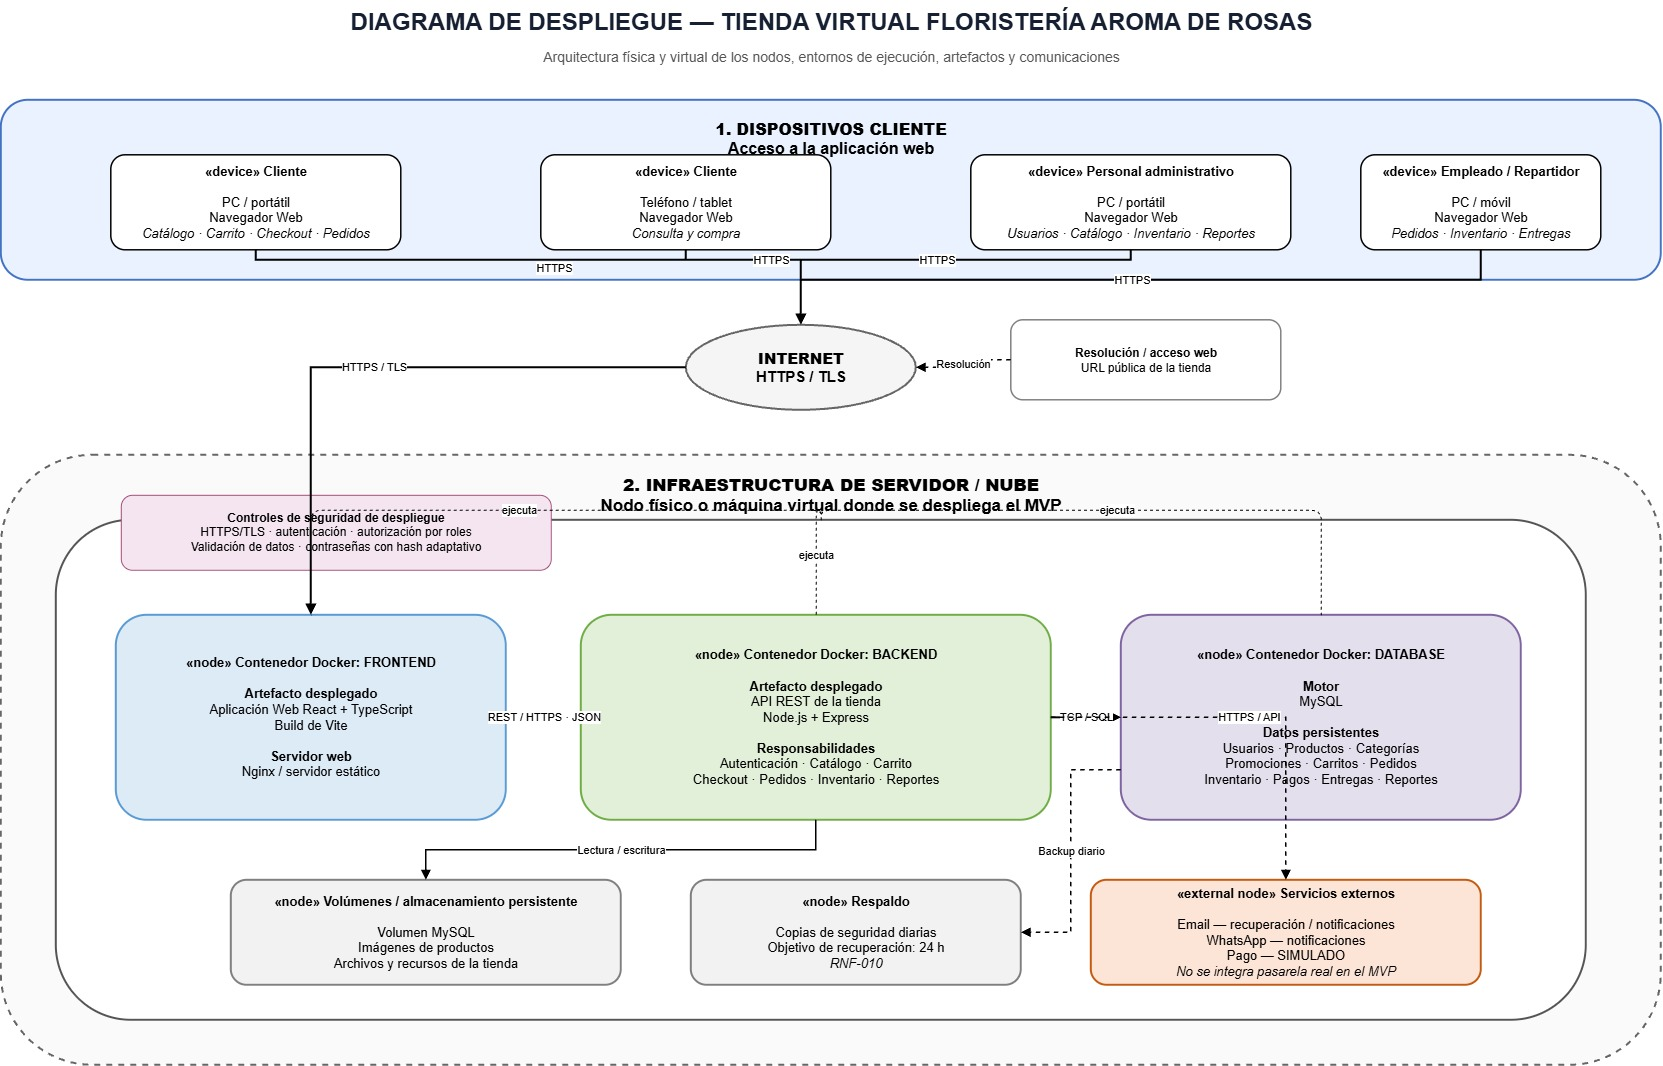 DIAGRAMA DE DESPLIEGUE — TIENDA VIRTUAL FLORISTERÍA AROMA DE ROSAS
Arquitectura física y virtual de los nodos, entornos de ejecución, artefactos y comunicaciones
1. DISPOSITIVOS CLIENTE
Acceso a la aplicación web
«device» Cliente
PC / portátil
Navegador Web
Catálogo · Carrito · Checkout · Pedidos
«device» Cliente
Teléfono / tablet
Navegador Web
Consulta y compra
«device» Personal administrativo
PC / portátil
Navegador Web
Usuarios · Catálogo · Inventario · Reportes
«device» Empleado / Repartidor
PC / móvil
Navegador Web
Pedidos · Inventario · Entregas
HTTPS
HTTPS
HTTPS
HTTPS
INTERNET
HTTPS / TLS
HTTPS / TLS
Resolución
Resolución / acceso web
URL pública de la tienda
2. INFRAESTRUCTURA DE SERVIDOR / NUBE
Nodo físico o máquina virtual donde se despliega el MVP
Controles de seguridad de despliegue
HTTPS/TLS · autenticación · autorización por roles
Validación de datos · contraseñas con hash adaptativo
ejecuta
ejecuta
ejecuta
«node» Contenedor Docker: FRONTEND
Artefacto desplegado
Aplicación Web React + TypeScript
Build de Vite
Servidor web
Nginx / servidor estático
REST / HTTPS · JSON
«node» Contenedor Docker: BACKEND
Artefacto desplegado
API REST de la tienda
Node.js + Express
Responsabilidades
Autenticación · Catálogo · Carrito
Checkout · Pedidos · Inventario · Reportes
TCP / SQL
«node» Contenedor Docker: DATABASE
Motor
MySQL
HTTPS / API
Datos persistentes
Usuarios · Productos · Categorías
Promociones · Carritos · Pedidos
Inventario · Pagos · Entregas · Reportes
Lectura / escritura
Backup diario
«node» Volúmenes / almacenamiento persistente
Volumen MySQL
Imágenes de productos
Archivos y recursos de la tienda
«node» Respaldo
Copias de seguridad diarias
Objetivo de recuperación: 24 h
RNF-010
«external node» Servicios externos
Email — recuperación / notificaciones
WhatsApp — notificaciones
Pago — SIMULADO
No se integra pasarela real en el MVP